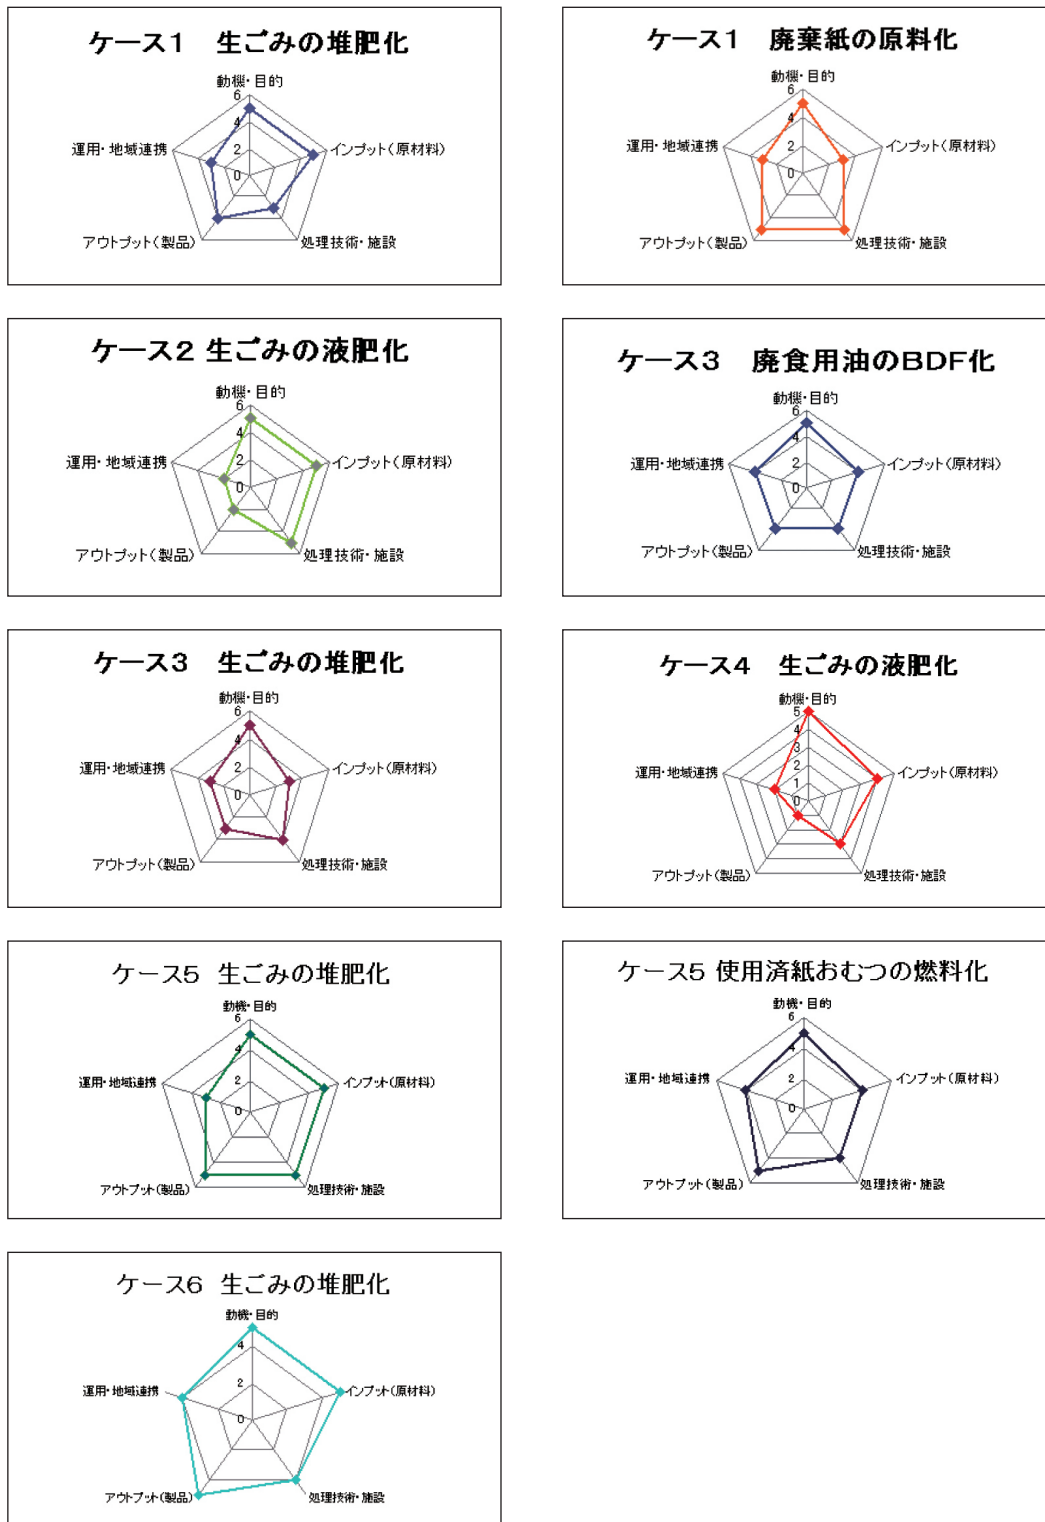 ケース1　生ごみの堆肥化
動機・目的
6
4
2
0
運用・地域連携
インプット(原材料)
アウトプット(製品)
処理技術・施設
ケース1　廃棄紙の原料化
動機・目的
6
4
2
0
運用・地域連携
インプット(原材料)
アウトプット(製品)
処理技術・施設
ケース2 生ごみの液肥化
動機・目的
6
4
2
0
運用・地域連携
インプット(原材料)
アウトプット(製品)
処理技術・施設
ケース3　廃食用油のBDF化
動機・目的
6
4
2
0
運用・地域連携
インプット(原材料)
アウトプット(製品)
処理技術・施設
ケース3　生ごみの堆肥化
動機・目的
6
4
2
0
運用・地域連携
インプット(原材料)
アウトプット(製品)
処理技術・施設
ケース4　生ごみの液肥化
動機・目的
5
4
3
2
1
0
運用・地域連携
インプット(原材料)
アウトプット(製品)
処理技術・施設
ケース5 生ごみの堆肥化
動機・目的
6
4
2
0
運用・地域連携
インプット(原材料)
アウトプット(製品)
処理技術・施設
ケース5 使用済紙おむつの燃料化
動機・目的
6
4
2
0
運用・地域連携
インプット(原材料)
アウトプット(製品)
処理技術・施設
ケース6 生ごみの堆肥化
動機・目的
4
2
0
運用・地域連携
インプット(原材料)
アウトプット(製品)
処理技術・施設